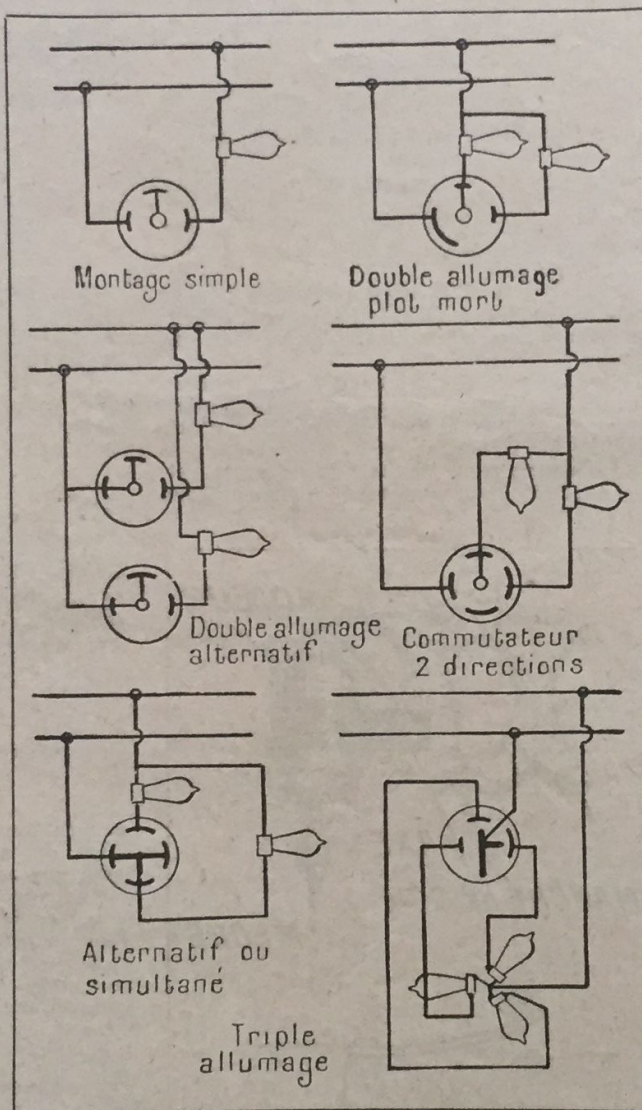 Montage simple
Double allumage
plot mort
Double allumage
alternatif
Commutateur
2 directions
Alternatif ou
simultané
Triple
allumage